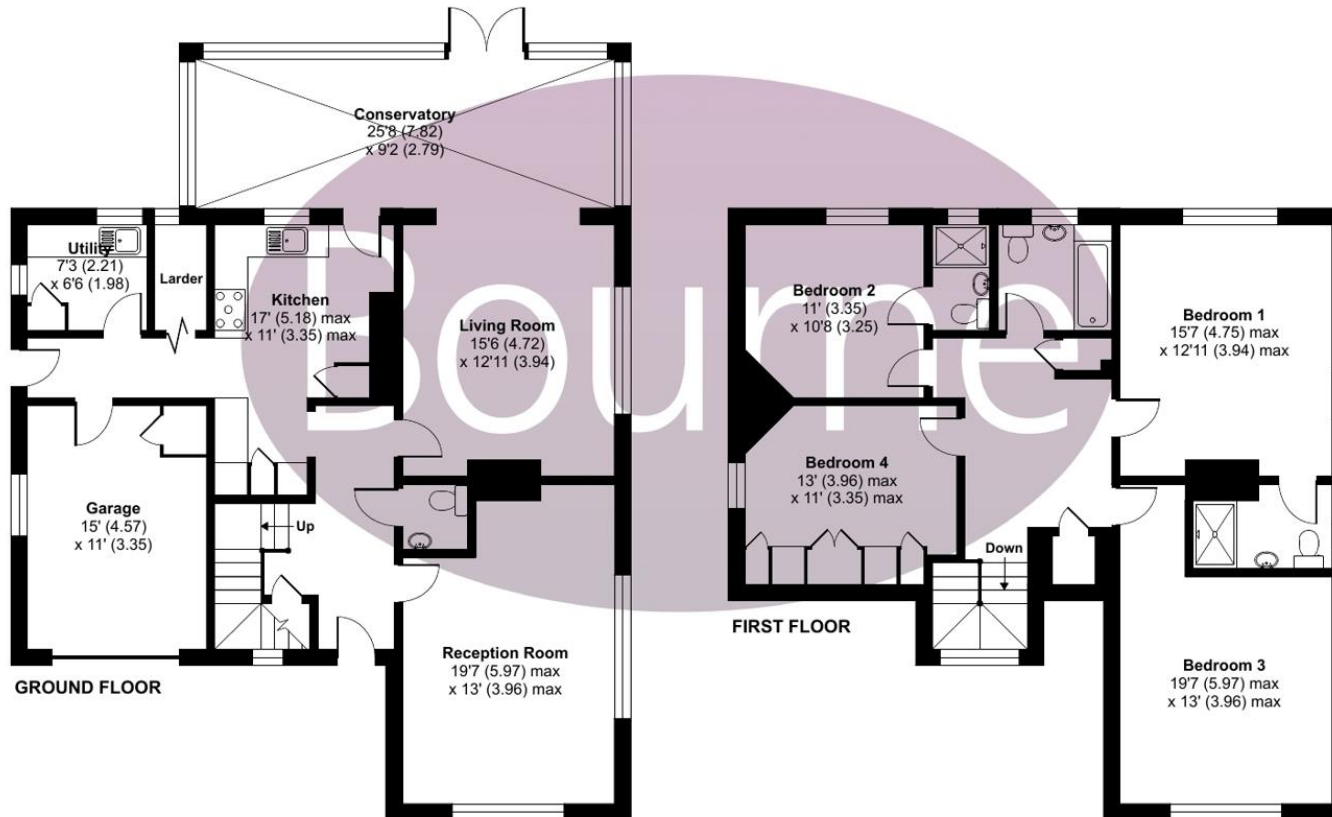 Conservatory
25'8 (7.82)
x 9'2 (2.79)
Utility
7'3 (2.21)
x 6'6 (1.98)
Larder
Kitchen
17' (5.18) max
x 11' (3.35) max
Living Room
15'6 (4.72)
x 12'11 (3.94)
Garage
15' (4.57)
x 11' (3.35)
Up
Reception Room
19'7 (5.97) max
x 13' (3.96) max
GROUND FLOOR
Bourne
Bedroom 2
11' (3.35)
x 10'8 (3.25)
Bedroom 1
15'7 (4.75) max
x 12'11 (3.94) max
Bedroom 4
13' (3.96) max
x 11' (3.35) max
Down
FIRST FLOOR
Bedroom 3
19'7 (5.97) max
x 13' (3.96) max